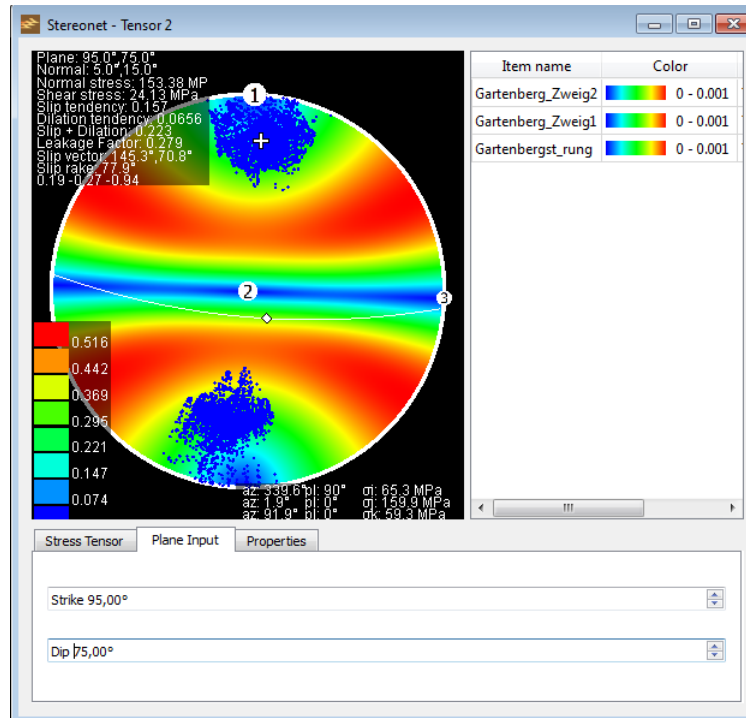 Stereonet - Tensor 2
Plane: 95.0°,75.0°
Normal: 5.0°,15.0°
Normal stress: 153.38 MP
Shear stress: 24.13 MPa
Slip tendency: 0.157
Dilation tendency: 0.0656
Slip + Dilation: 0.223
Leakage Factor: 0.279
Slip vector: 145.3°,70.8°
Slip rake: 77.9°
0.19 -0.27 -0.94
1
2
3
0.516
0.442
0.369
0.295
0.221
0.147
0.074
az: 339.6° pl: 90° σi: 65.3 MPa
az: 1.9° pl: 0° σj: 159.9 MPa
az: 91.9° pl: 0° σk: 59.3 MPa
Item name Color
Gartenberg_Zweig2 0 - 0.001
Gartenberg_Zweig1 0 - 0.001
Gartenbergst_rung 0 - 0.001
Stress Tensor Plane Input Properties
Strike 95,00°
Dip 75,00°